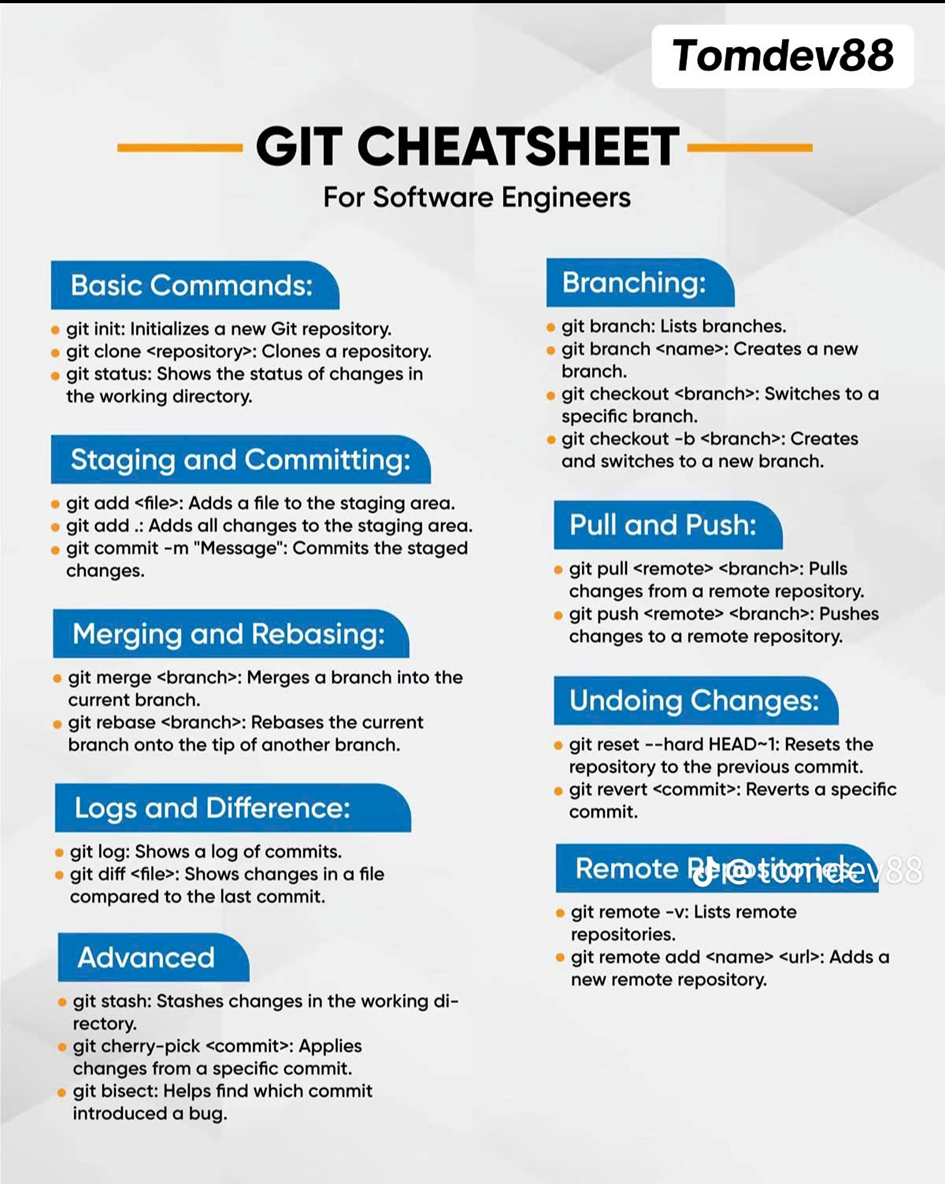 Tomdev88
GIT CHEATSHEET
For Software Engineers
Basic Commands:
git init: Initializes a new Git repository.
git clone <repository>: Clones a repository.
git status: Shows the status of changes in
the working directory.
Staging and Committing:
git add <file>: Adds a file to the staging area.
git add .: Adds all changes to the staging area.
git commit -m "Message": Commits the staged
changes.
Merging and Rebasing:
git merge <branch>: Merges a branch into the
current branch.
git rebase <branch>: Rebases the current
branch onto the tip of another branch.
Logs and Difference:
git log: Shows a log of commits.
git diff <file>: Shows changes in a file
compared to the last commit.
Advanced
git stash: Stashes changes in the working di-
rectory.
git cherry-pick <commit>: Applies
changes from a specific commit.
git bisect: Helps find which commit
introduced a bug.
Branching:
git branch: Lists branches.
git branch <name>: Creates a new
branch.
git checkout <branch>: Switches to a
specific branch.
git checkout -b <branch>: Creates
and switches to a new branch.
Pull and Push:
git pull <remote> <branch>: Pulls
changes from a remote repository.
git push <remote> <branch>: Pushes
changes to a remote repository.
Undoing Changes:
git reset --hard HEAD~1: Resets the
repository to the previous commit.
git revert <commit>: Reverts a specific
commit.
Remote Repositories:
@tomdev88
git remote -v: Lists remote
repositories.
git remote add <name> <url>: Adds a
new remote repository.